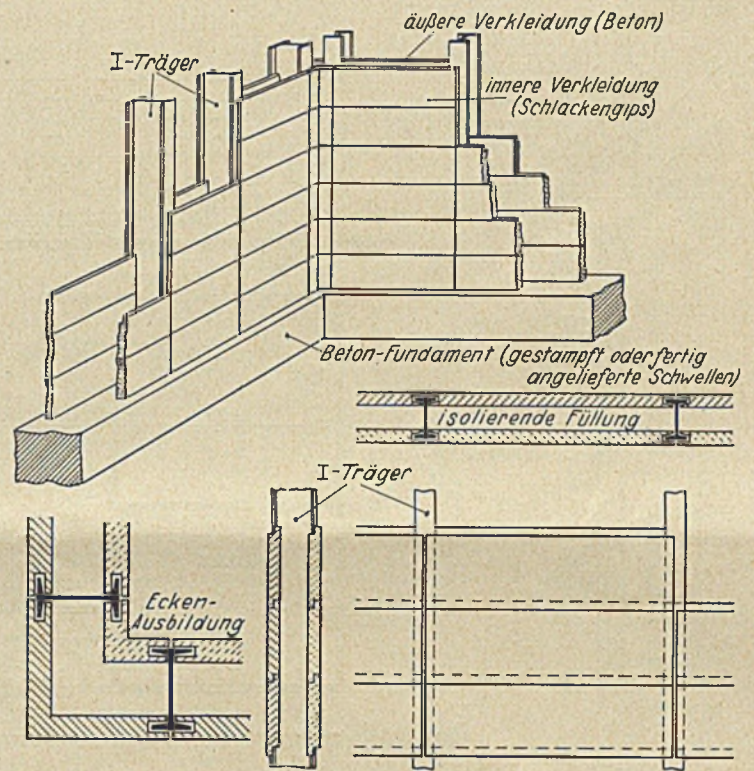 äußere Verkleidung (Beton)
I-Träger
innere Verkleidung
(Schlackengips)
Beton-Fundament (gestampft oder fertig
angelieferte Schwellen)
isolierende Füllung
I-Träger
Ecken-
Ausbildung